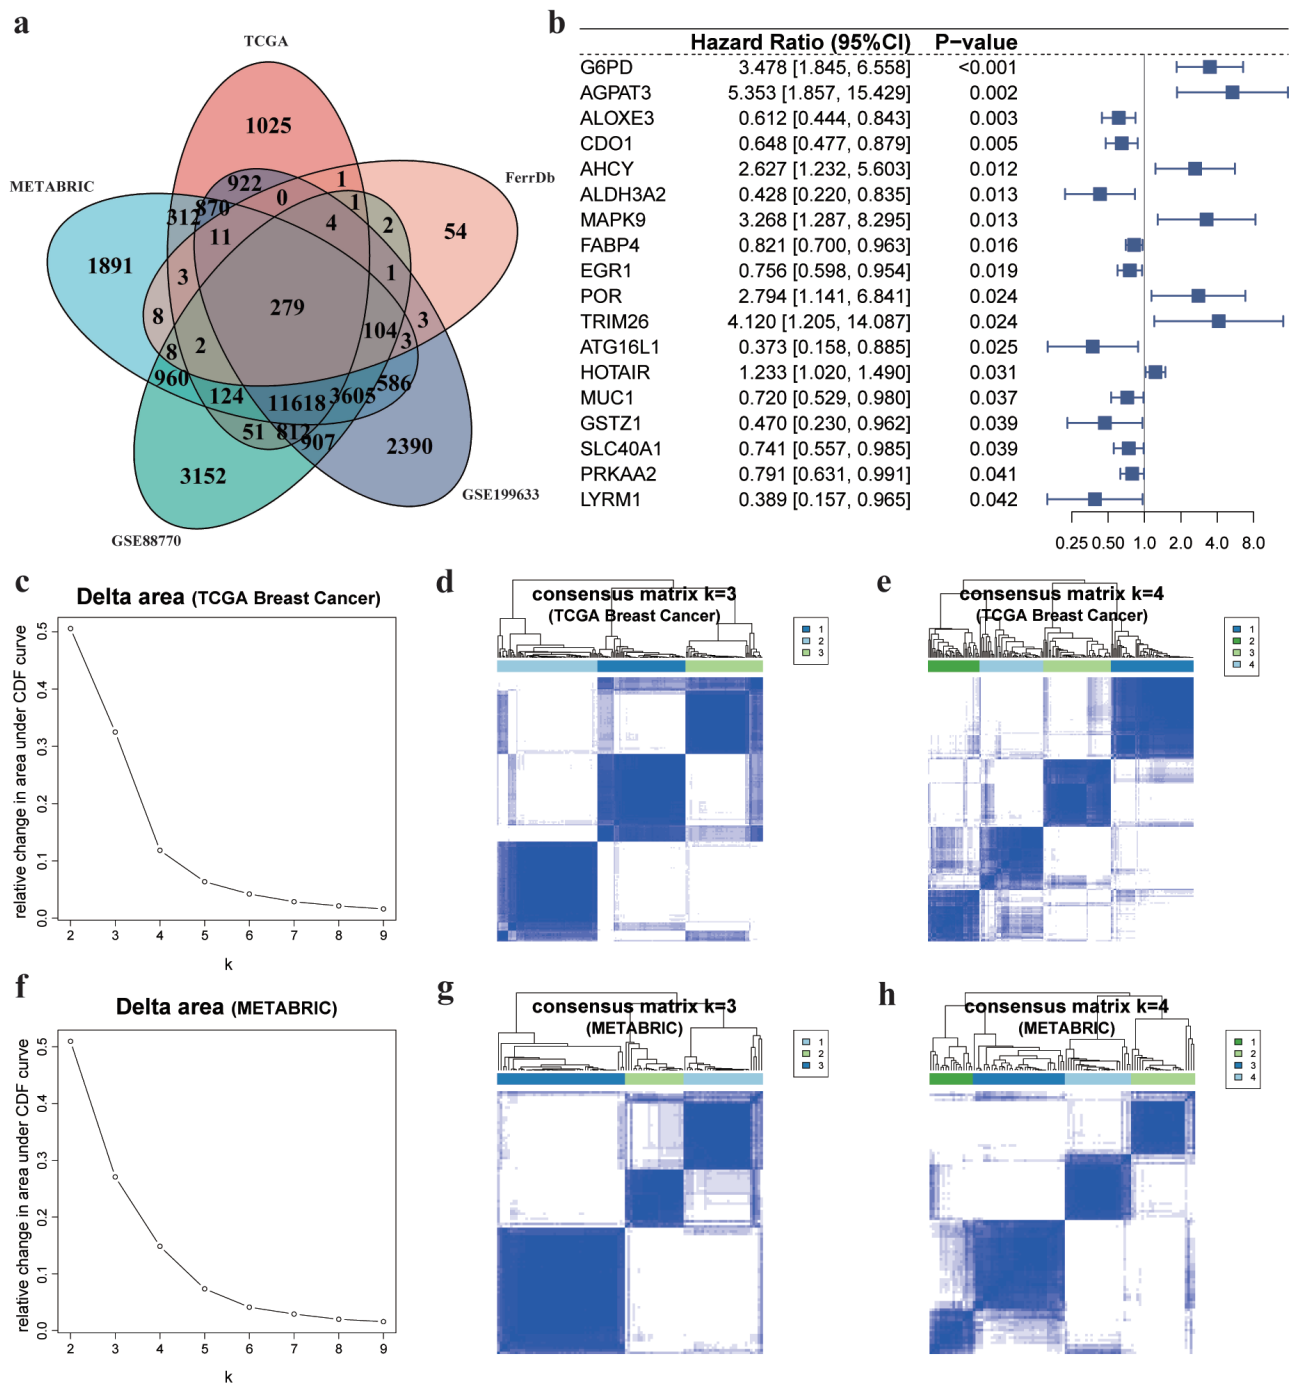 a
TCGA
METABRIC
FerrDb
GSE199633
GSE88770
1025
922
0
1
1
2
54
312
870
11
4
1891
3
1
8
279
104
3
3
8
2
960
124
11618
3605
586
51
812
907
2390
3152
b
Hazard Ratio (95%CI) P-value
G6PD 3.478 [1.845, 6.558] <0.001
AGPAT3 5.353 [1.857, 15.429] 0.002
ALOXE3 0.612 [0.444, 0.843] 0.003
CDO1 0.648 [0.477, 0.879] 0.005
AHCY 2.627 [1.232, 5.603] 0.012
ALDH3A2 0.428 [0.220, 0.835] 0.013
MAPK9 3.268 [1.287, 8.295] 0.013
FABP4 0.821 [0.700, 0.963] 0.016
EGR1 0.756 [0.598, 0.954] 0.019
POR 2.794 [1.141, 6.841] 0.024
TRIM26 4.120 [1.205, 14.087] 0.024
ATG16L1 0.373 [0.158, 0.885] 0.025
HOTAIR 1.233 [1.020, 1.490] 0.031
MUC1 0.720 [0.529, 0.980] 0.037
GSTZ1 0.470 [0.230, 0.962] 0.039
SLC40A1 0.741 [0.557, 0.985] 0.039
PRKAA2 0.791 [0.631, 0.991] 0.041
LYRM1 0.389 [0.157, 0.965] 0.042
0.25 0.50 1.0 2.0 4.0 8.0
c
Delta area (TCGA Breast Cancer)
relative change in area under CDF curve
0.5
0.4
0.3
0.2
0.1
0.0
2 3 4 5 6 7 8 9
k
d
consensus matrix k=3
(TCGA Breast Cancer)
1
2
3
e
consensus matrix k=4
(TCGA Breast Cancer)
1
2
3
4
f
Delta area (METABRIC)
relative change in area under CDF curve
0.5
0.4
0.3
0.2
0.1
0.0
2 3 4 5 6 7 8 9
k
g
consensus matrix k=3
(METABRIC)
1
2
3
h
consensus matrix k=4
(METABRIC)
1
2
3
4